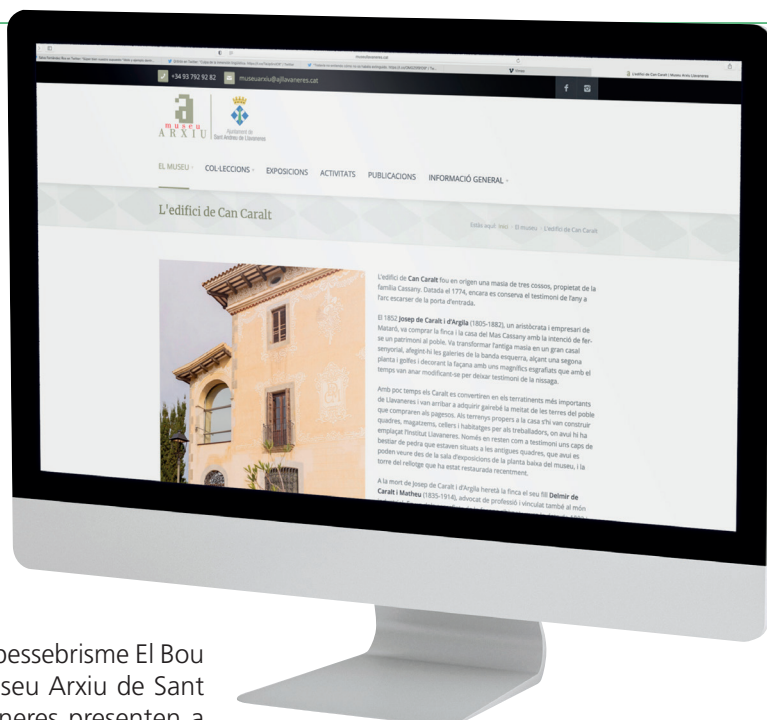 museullavaneres.cat
+34 93 792 92 82 museuarxiu@ajllavaneres.cat
a
museu
ARXIU
Ajuntament de
Sant Andreu de Llavaneres
EL MUSEU COL·LECCIONS EXPOSICIONS ACTIVITATS PUBLICACIONS INFORMACIÓ GENERAL
L'edifici de Can Caralt
Estàs aquí: Inici El museu L'edifici de Can Caralt
L'edifici de Can Caralt fou en origen una masia de tres cossos, propietat de la
família Cassany. Datada el 1774, encara es conserva el testimoni de l'any a
l'arc escarser de la porta d'entrada.
El 1852 Josep de Caralt i d'Argila (1805-1882), un aristòcrata i empresari de
Mataró, va comprar la finca i la casa del Mas Cassany amb la intenció de fer-
se un patrimoni al poble. Va transformar l'antiga masia en un gran casal
senyorial, afegint-hi les galeries de la banda esquerra, alçant una segona
planta i golfes i decorant la façana amb uns magnífics esgrafiats que amb el
temps van anar modificant-se per deixar testimoni de la nissaga.
Amb poc temps els Caralt es convertiren en els terratinents més importants
de Llavaneres i van arribar a adquirir gairebé la meitat de les terres del poble
que compraren als pagesos. Als terrenys propers a la casa s'hi van construir
quadres, magatzems, cellers i habitatges per als treballadors, on avui hi ha
emplaçat l'Institut Llavaneres. Només en resten com a testimoni uns caps de
bestiar de pedra que estaven situats a les antigues quadres, que avui es
poden veure des de la sala d'exposicions de la planta baixa del museu, i la
torre del rellotge que ha estat restaurada recentment.
A la mort de Josep de Caralt i d'Argila heretà la finca el seu fill Delmir de
Caralt i Matheu (1835-1914), advocat de professió i vinculat també al món
pessebrisme El Bou
seu Arxiu de Sant
neres presenten a